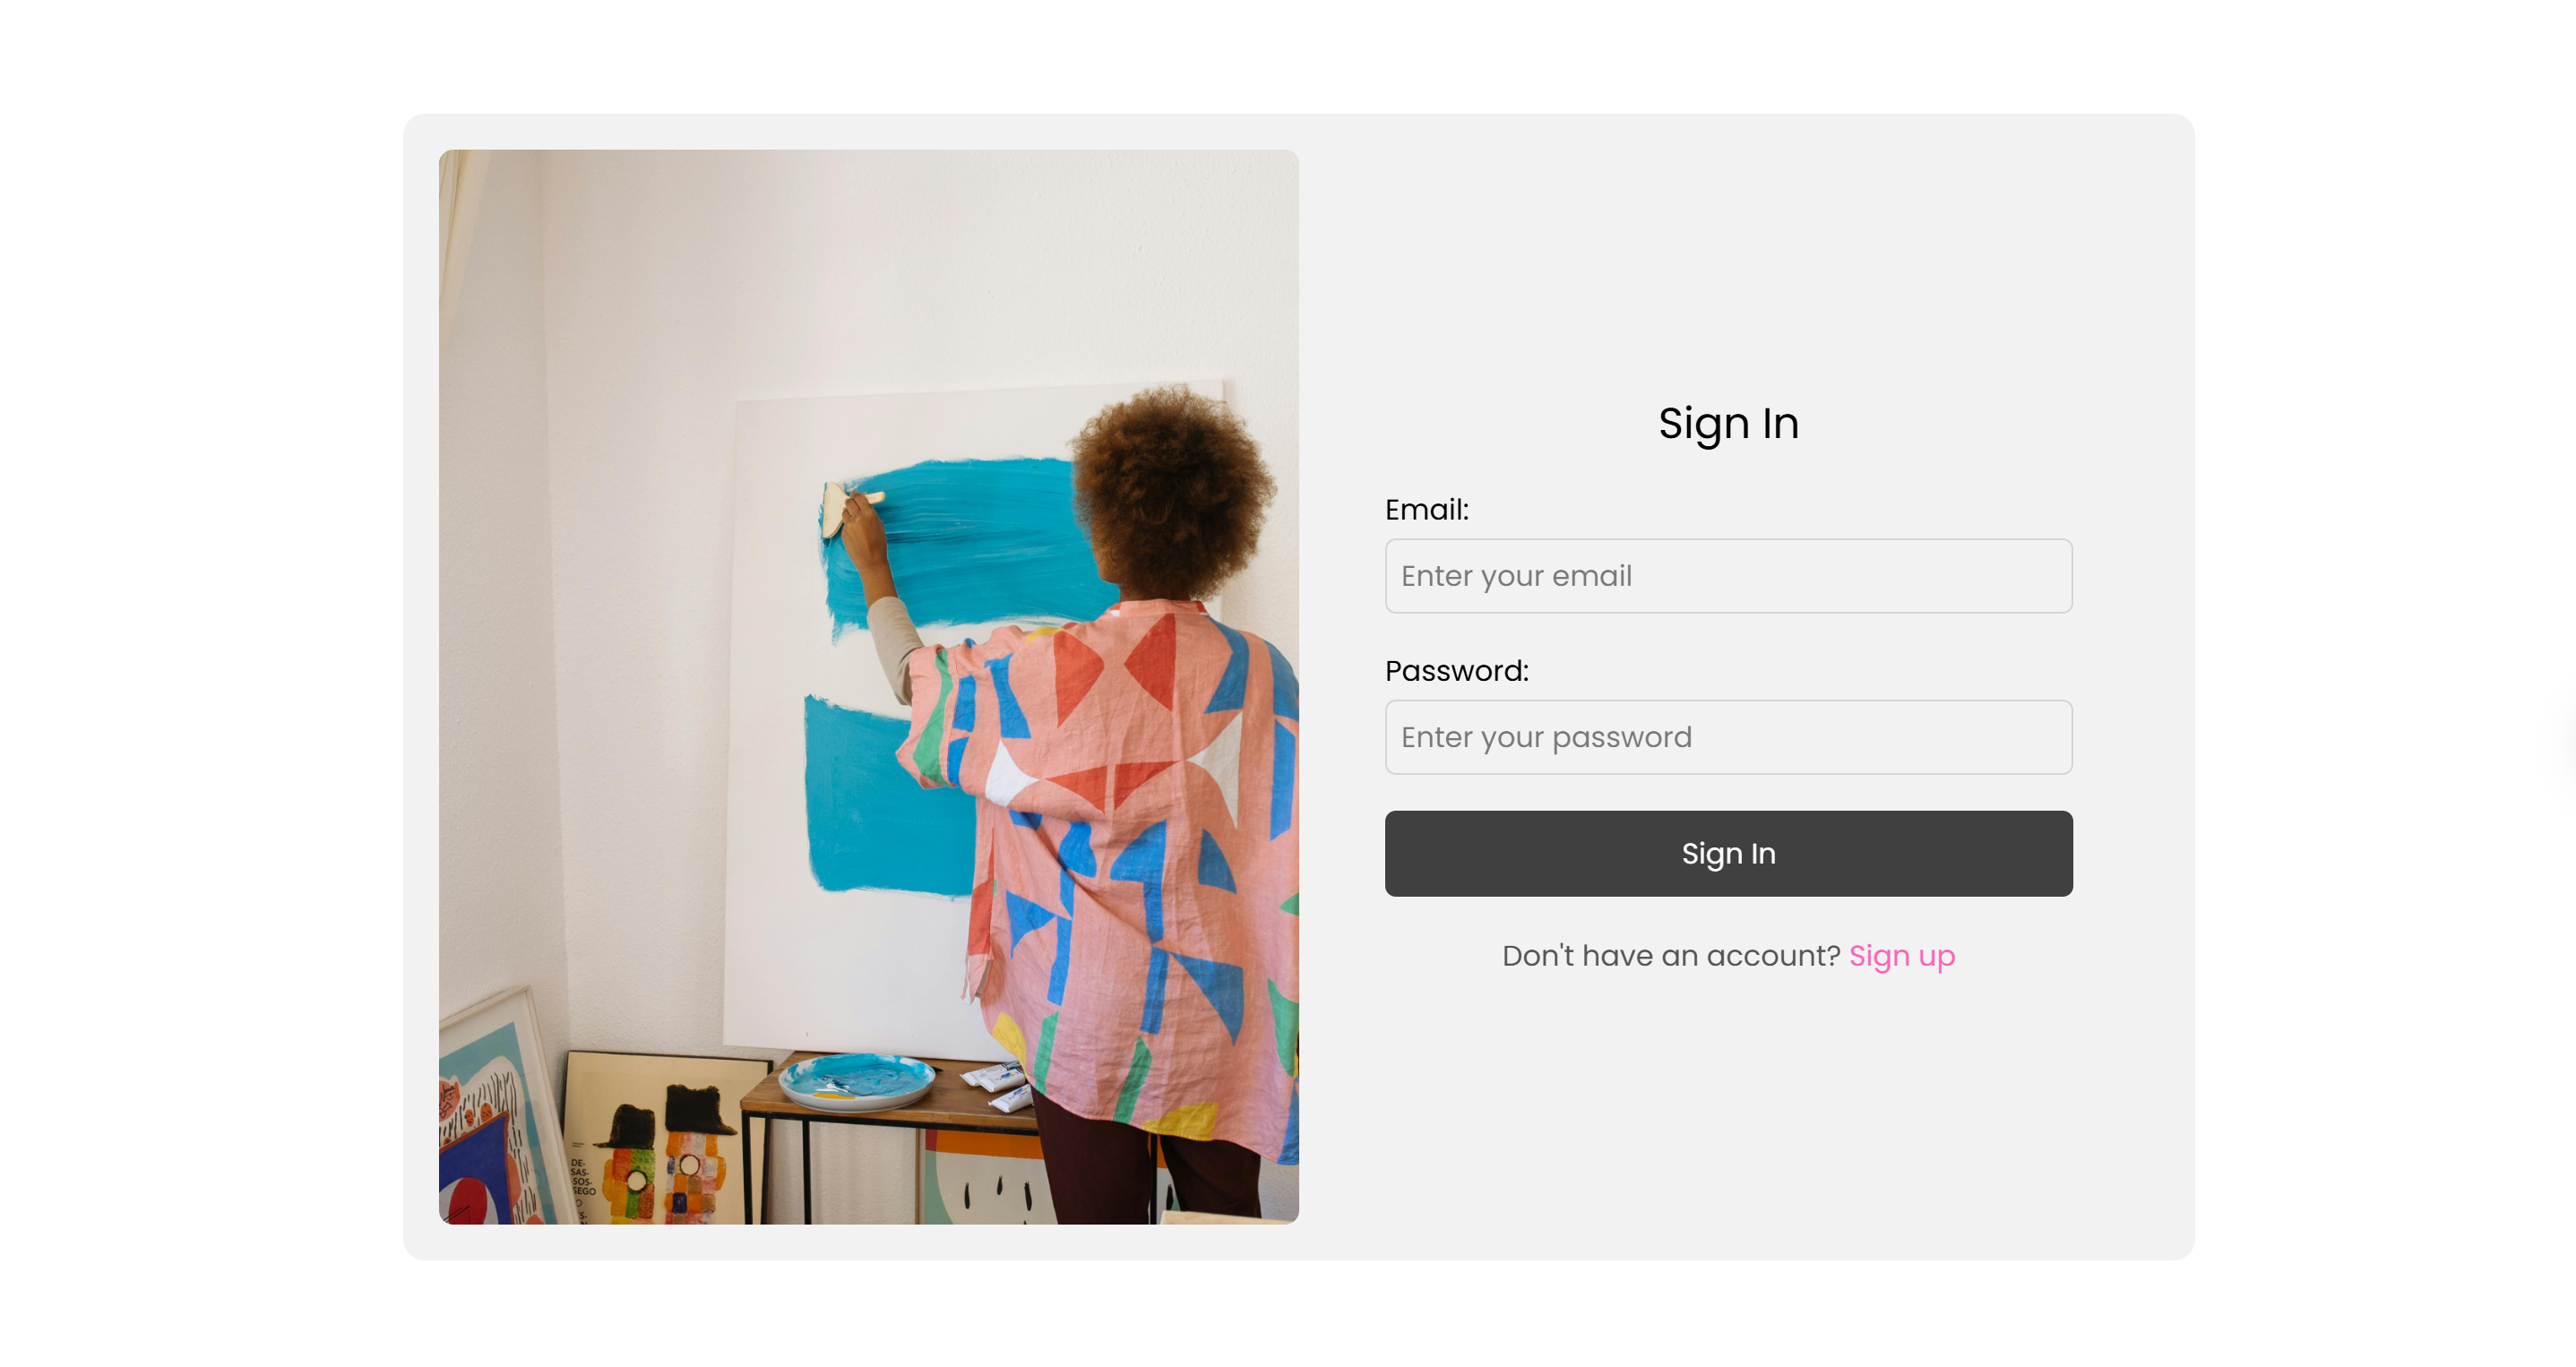 Sign In
Email:
Enter your email
Password:
Enter your password
Sign In
Don't have an account? Sign up
DE-
SAS-
SOS-
SEGO